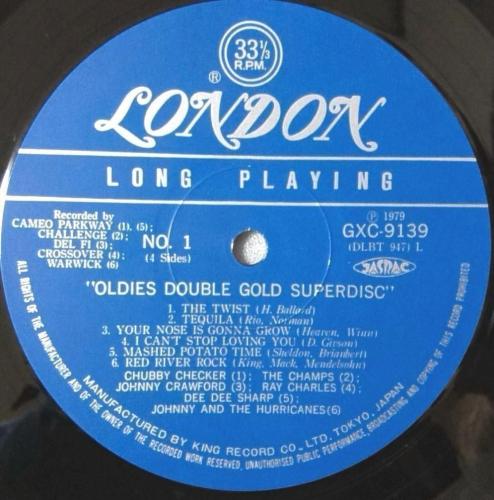 33 1/3
R.P.M.
®
LONDON
LONG PLAYING
Recorded by
CAMEO PARKWAY (1), (5);
CHALLENGE (2);
DEL FI (3);
CROSSOVER (4);
WARWICK (6)
NO. 1
(4 Sides)
Ⓟ 1979
GXC-9139
(DLBT 947) L
JASRAC
"OLDIES DOUBLE GOLD SUPERDISC"
1. THE TWIST (H. Ballard)
2. TEQUILA (Rio, Norman)
3. YOUR NOSE IS GONNA GROW (Heaven, Winn)
4. I CAN'T STOP LOVING YOU (D. Gibson)
5. MASHED POTATO TIME (Sheldon, Brianbert)
6. RED RIVER ROCK (King, Mack, Mendelsohn)
CHUBBY CHECKER (1); THE CHAMPS (2);
JOHNNY CRAWFORD (3); RAY CHARLES (4);
DEE DEE SHARP (5);
JOHNNY AND THE HURRICANES(6)
MANUFACTURED BY KING RECORD CO., LTD. TOKYO, JAPAN
ALL RIGHTS OF THE MANUFACTURER AND OF THE OWNER OF THE RECORDED WORK RESERVED. UNAUTHORISED PUBLIC PERFORMANCE, BROADCASTING AND COPYING OF THIS RECORD PROHIBITED